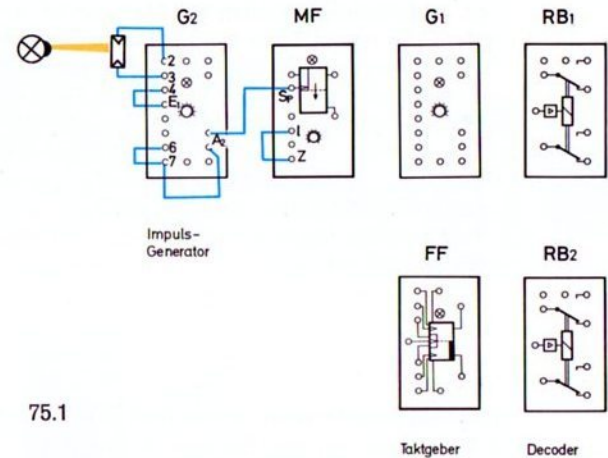 G2 MF G1 RB1
2
3
4
E1
Sp
A2
I
6
Z
7
Impuls-
Generator
FF RB2
75.1
Taktgeber Decoder